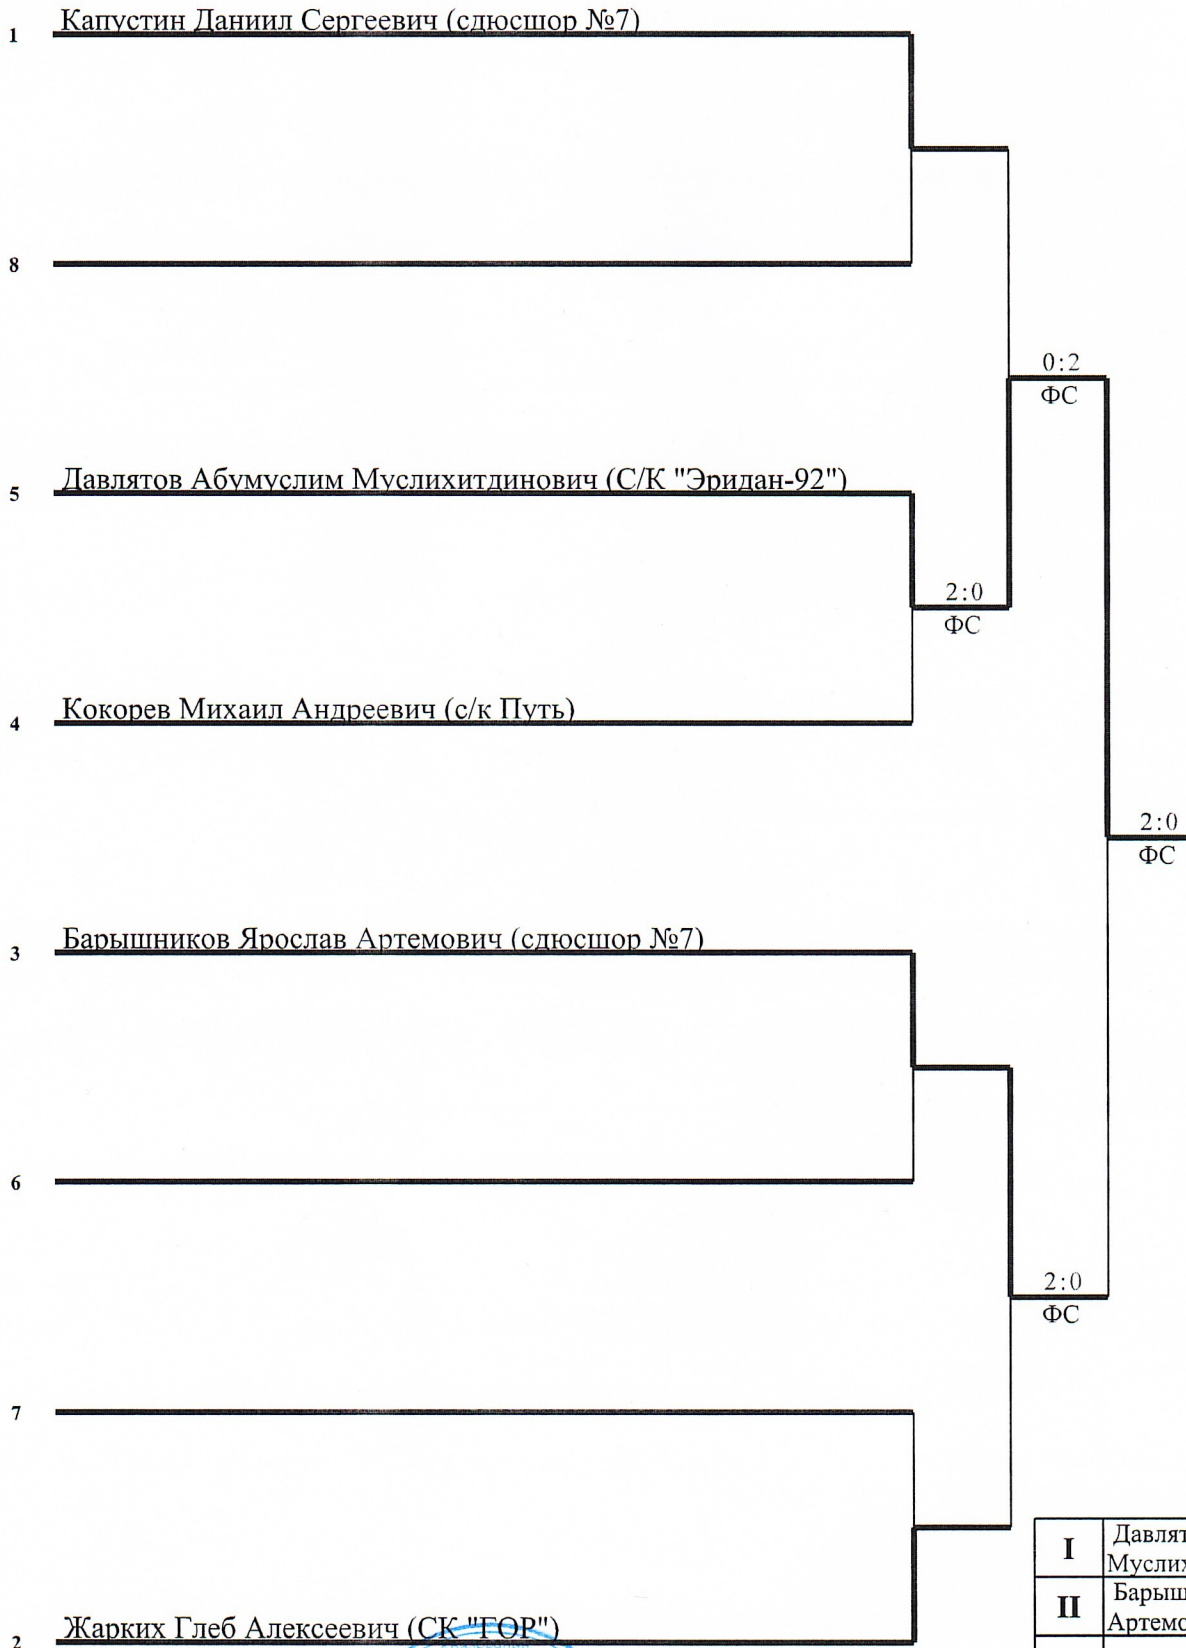 Капустин Даниил Сергеевич (сдюсшор №7)
1
8
0:2
ФС
Давлятов Абумуслим Муслихитдинович (С/К "Эридан-92")
5
2:0
ФС
Кокорев Михаил Андреевич (с/к Путь)
4
2:0
ФС
Барышников Ярослав Артемович (сдюсшор №7)
3
6
2:0
ФС
7
I Давлят
Муслих
II Барыш
Артемо
Жарких Глеб Алексеевич (СК "ГОР")
2